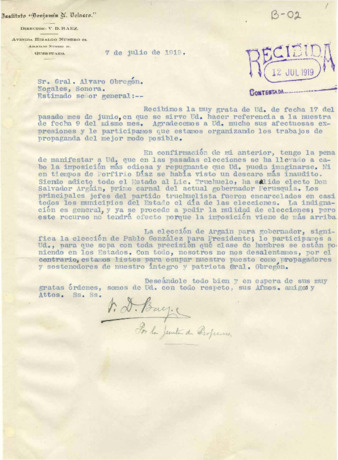 Instituto "Benjamín N. Velasco."
DIRECTOR: V. D. BAEZ.
AVENIDA HIDALGO NUMERO
QUERETARO.
B-02
7 de julio de 1919.
RECIBIDA
12 JUL 1919
CONTESTADA
Sr. Gral. Alvaro Obregón.
Nogales, Sonora.
Estimado señor general:--
Recibimos la muy grata de Ud. de fecha 17 del
pasado mes de junio, en que se sirve Ud. hacer referencia a la nuestra
de fecha 9 del mismo mes. Agradecemos a Ud. mucho sus afectuosas ex-
presiones y le participamos que estamos organizando los trabajos de
propaganda del mejor modo posible.
En confirmación de mi anterior, tengo la pena
de manifestar a Ud, que en las pasadas elecciones se ha llevado a
cabo la imposición más odiosa y repugnante que Ud. pueda imaginarse. Ni
en tiempos de Porfirio Díaz se había visto un descaro más inaudito.
Siendo adicto todo el Estado al Lic. Truchuelo, ha salido electo Don
Salvador Argain, primo carnal del actual gobernador Perusquía. Los
principales jefes del partido truchuelista fueron encarcelados en casi
todos los municipios del Estado el día de las elecciones. La indigna-
ción es general, y ya se procede a pedir la nulidad de elecciones; pero
este recurso no tendrá efecto porque la imposición viene de más arriba
La elección de Argain para gobernador, signifi-
ca la elección de Pablo González para Presidente; lo participamos a
Ud., para que sepa con toda precisión qué clase de hombres se están po-
niendo en los Estados. Con todo, nosotros no nos desalentamos, por el
contrario, estamos listos para ocupar nuestro puesto como propagadores
y sostenedores de nuestro íntegro y patriota Gral. Obregón.
Deseándole todo bien y en espera de sus muy
gratas órdenes, somos de Ud. con todo respeto, sus Afmos. amigos y
Attos. Ss. Ss.
V. D. Baez
Por la Junta de Profesores